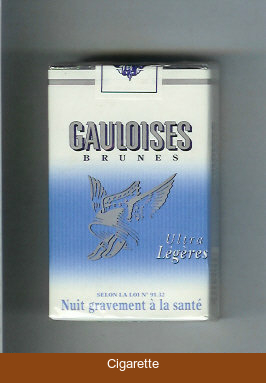 GAULOISES
BRUNES
Ultra
Légères
SELON LA LOI N° 91.32
Nuit gravement à la santé
Cigarette